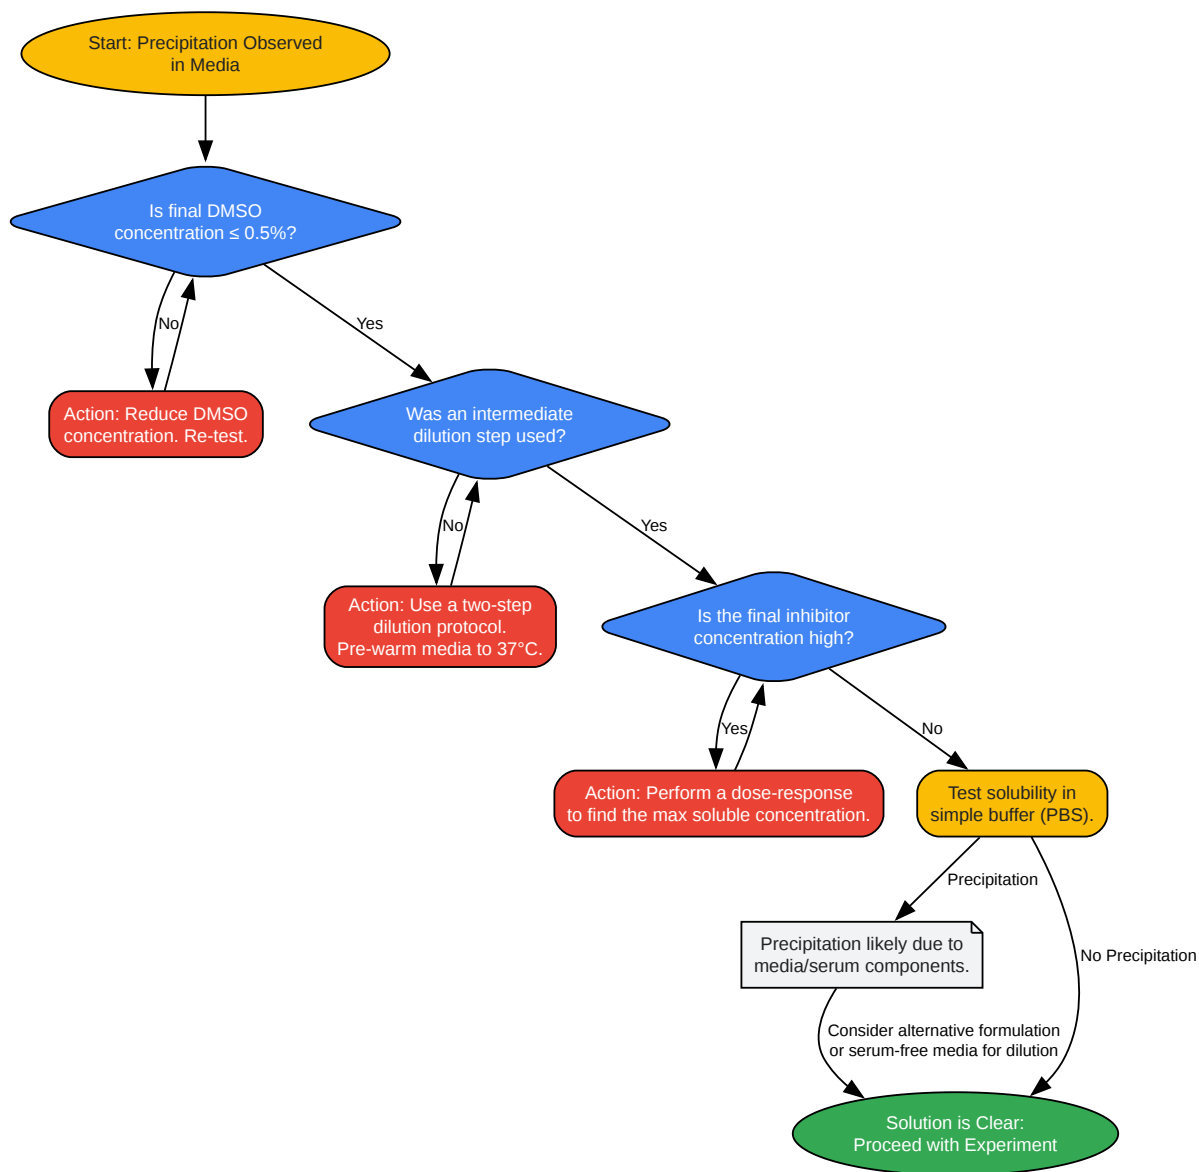 Start: Precipitation Observed
in Media
Is final DMSO
concentration ≤ 0.5%?
No
Yes
Action: Reduce DMSO
concentration. Re-test.
Was an intermediate
dilution step used?
No
Yes
Action: Use a two-step
dilution protocol.
Pre-warm media to 37°C.
Is the final inhibitor
concentration high?
Yes
No
Action: Perform a dose-response
to find the max soluble concentration.
Test solubility in
simple buffer (PBS).
Precipitation
No Precipitation
Precipitation likely due to
media/serum components.
Consider alternative formulation
or serum-free media for dilution
Solution is Clear:
Proceed with Experiment